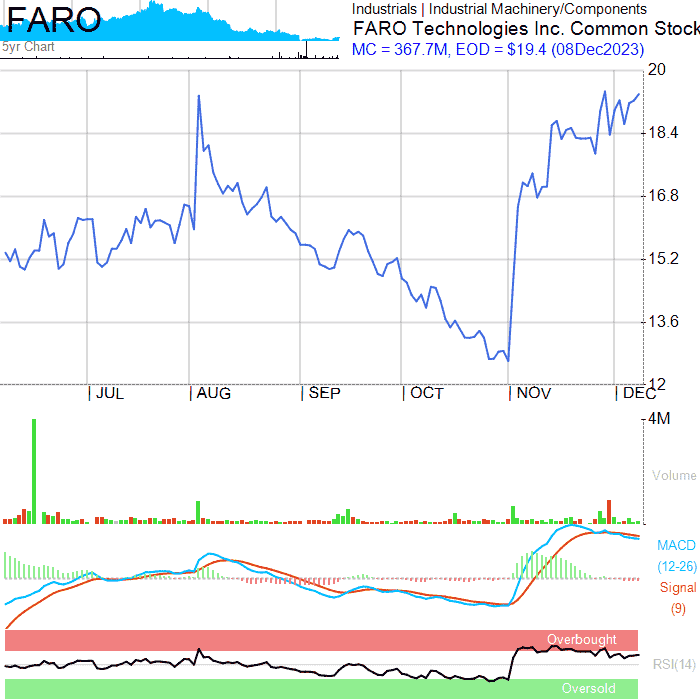 FARO
5yr Chart
Industrials | Industrial Machinery/Components
FARO Technologies Inc. Common Stock
MC = 367.7M, EOD = $19.4 (08Dec2023)
20
18.4
16.8
15.2
13.6
12
JUL
AUG
SEP
OCT
NOV
DEC
4M
Volume
MACD
(12-26)
Signal
(9)
Overbought
RSI(14)
Oversold